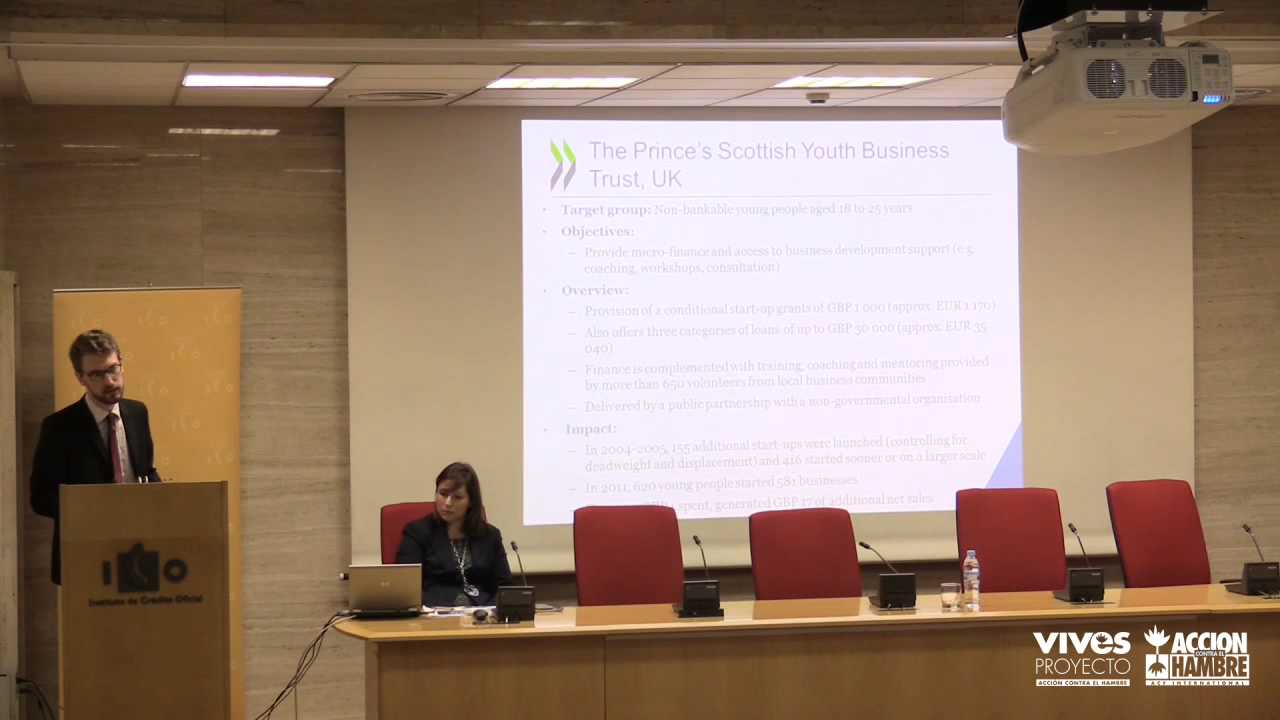 The Prince's Scottish Youth Business
Trust, UK
• Target group: Non-bankable young people aged 18 to 25 years
• Objectives:
– Provide micro-finance and access to business development support (e.g.
coaching, workshops, consultation)
• Overview:
– Provision of a conditional start-up grants of GBP 1 000 (approx. EUR 1 170)
– Also offers three categories of loans of up to GBP 30 000 (approx. EUR 35
040)
– Finance is complemented with training, coaching and mentoring provided
by more than 650 volunteers from local business communities
– Delivered by a public partnership with a non-governmental organisation
• Impact:
– In 2004-2005, 155 additional start-ups were launched (controlling for
deadweight and displacement) and 416 started sooner or on a larger scale
– In 2011, 620 young people started 581 businesses
spent, generated GBP 17 of additional net sales
ICO
Instituto de Crédito Oficial
VIVES
PROYECTO
ACCIÓN CONTRA EL HAMBRE
ACCION
CONTRA EL
HAMBRE
ACF INTERNATIONAL